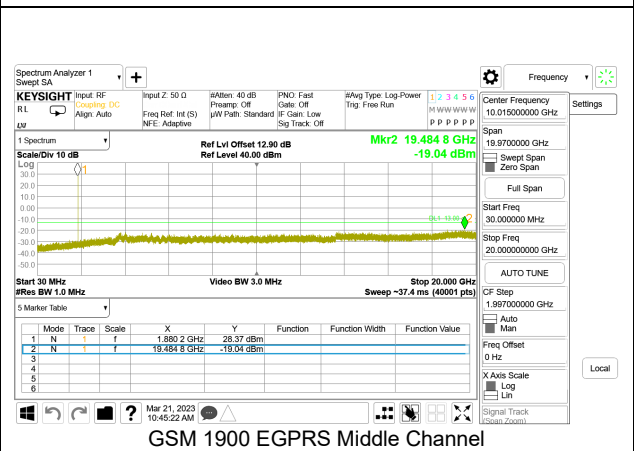 Spectrum Analyzer 1
Swept SA
Frequency
KEYSIGHT
RL
Input: RF
Coupling: DC
Align: Auto
Input Z: 50 Ω
Freq Ref: Int (S)
NFE: Adaptive
#Atten: 40 dB
Preamp: Off
µW Path: Standard
PNO: Fast
Gate: Off
IF Gain: Low
Sig Track: Off
#Avg Type: Log-Power
Trig: Free Run
1 2 3 4 5 6
M W W W W W
P P P P P P
Center Frequency
10.015000000 GHz
Settings
Span
19.9700000 GHz
Swept Span
Zero Span
Full Span
Start Freq
30.000000 MHz
Stop Freq
20.000000000 GHz
AUTO TUNE
CF Step
1.997000000 GHz
Auto
Man
Freq Offset
0 Hz
X Axis Scale
Log
Lin
Signal Track
(Span Zoom)
Local
1 Spectrum
Scale/Div 10 dB
Log
Ref Lvl Offset 12.90 dB
Ref Level 40.00 dBm
Mkr2 19.484 8 GHz
-19.04 dBm
30.0
20.0
10.0
0.00
-10.0
-20.0
-30.0
-40.0
-50.0
1
2
Start 30 MHz
#Res BW 1.0 MHz
Video BW 3.0 MHz
Stop 20.000 GHz
Sweep ~37.4 ms (40001 pts)
5 Marker Table
Mode Trace Scale X Y Function Function Width Function Value
1 N 1 f 1.880 2 GHz 28.37 dBm
2 N 1 f 19.484 8 GHz -19.04 dBm
3
4
5
6
Mar 21, 2023
10:45:22 AM
GSM 1900 EGPRS Middle Channel